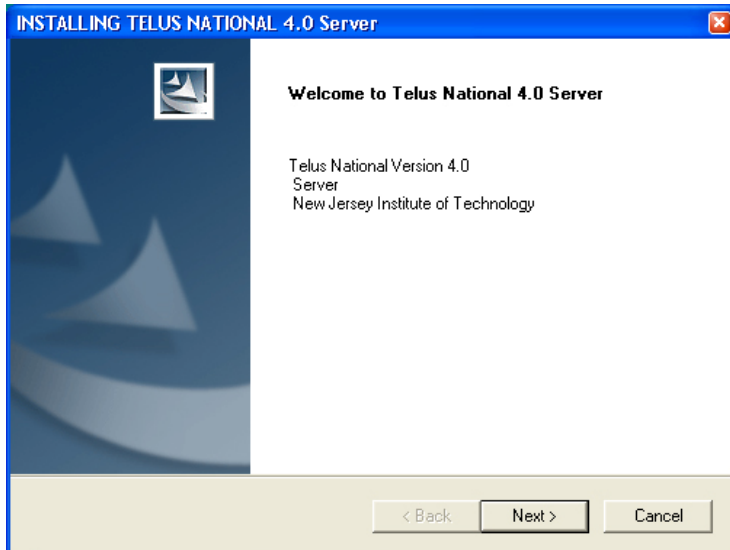 INSTALLING TELUS NATIONAL 4.0 Server
Welcome to Telus National 4.0 Server
Telus National Version 4.0
Server
New Jersey Institute of Technology
< Back
Next >
Cancel